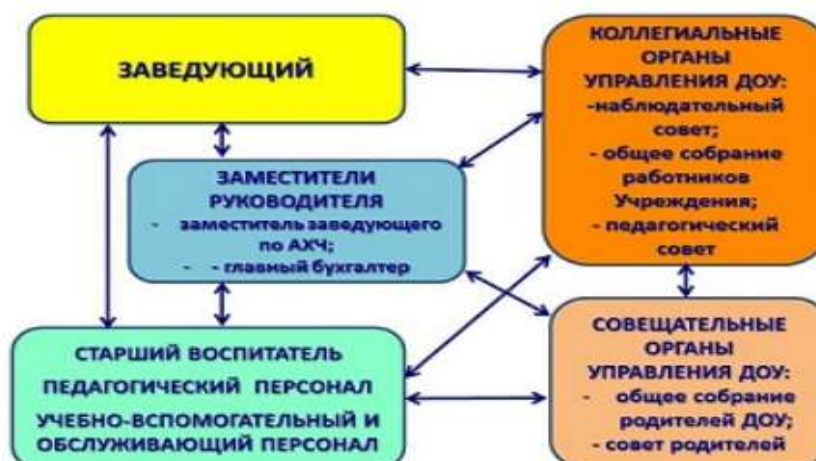 ЗАВЕДУЮЩИЙ
КОЛЛЕГИАЛЬНЫЕ
ОРГАНЫ
УПРАВЛЕНИЯ ДОУ:
-наблюдательный
совет;
- общее собрание
работников
Учреждения;
- педагогический
совет
ЗАМЕСТИТЕЛИ
РУКОВОДИТЕЛЯ
- заместитель заведующего
по АХЧ;
- - главный бухгалтер
СТАРШИЙ ВОСПИТАТЕЛЬ
ПЕДАГОГИЧЕСКИЙ ПЕРСОНАЛ
УЧЕБНО-ВСПОМОГАТЕЛЬНЫЙ И
ОБСЛУЖИВАЮЩИЙ ПЕРСОНАЛ
СОВЕЩАТЕЛЬНЫЕ
ОРГАНЫ
УПРАВЛЕНИЯ ДОУ:
- общее собрание
родителей ДОУ;
- совет родителей